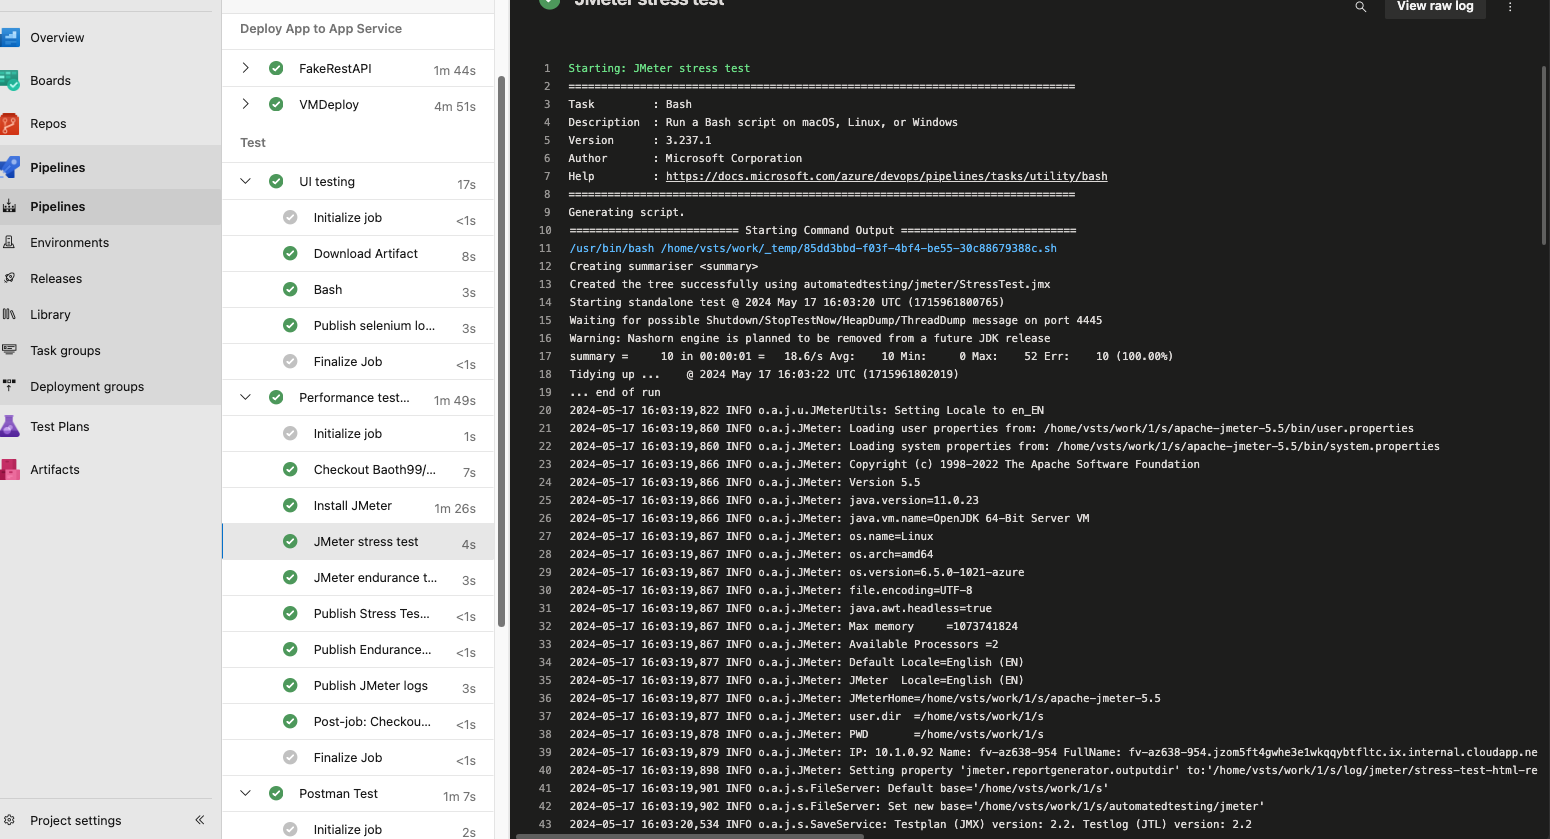 Overview
Boards
Repos
Pipelines
Pipelines
Environments
Releases
Library
Task groups
Deployment groups
Test Plans
Artifacts
Project settings
Deploy App to App Service
FakeRestAPI 1m 44s
VMDeploy 4m 51s
Test
UI testing 17s
Initialize job <1s
Download Artifact 8s
Bash 3s
Publish selenium lo... 3s
Finalize Job <1s
Performance test... 1m 49s
Initialize job 1s
Checkout Baoth99/... 7s
Install JMeter 1m 26s
JMeter stress test 4s
JMeter endurance t... 3s
Publish Stress Tes... <1s
Publish Endurance... <1s
Publish JMeter logs 3s
Post-job: Checkou... <1s
Finalize Job <1s
Postman Test 1m 7s
Initialize job 2s
JMeter stress test
View raw log
1 Starting: JMeter stress test
2 ==============================================================================
3 Task         : Bash
4 Description  : Run a Bash script on macOS, Linux, or Windows
5 Version      : 3.237.1
6 Author       : Microsoft Corporation
7 Help         : https://docs.microsoft.com/azure/devops/pipelines/tasks/utility/bash
8 ==============================================================================
9 Generating script.
10 ========================== Starting Command Output ===========================
11 /usr/bin/bash /home/vsts/work/_temp/85dd3bbd-f03f-4bf4-be55-30c88679388c.sh
12 Creating summariser <summary>
13 Created the tree successfully using automatedtesting/jmeter/StressTest.jmx
14 Starting standalone test @ 2024 May 17 16:03:20 UTC (1715961800765)
15 Waiting for possible Shutdown/StopTestNow/HeapDump/ThreadDump message on port 4445
16 Warning: Nashorn engine is planned to be removed from a future JDK release
17 summary =     10 in 00:00:01 =   18.6/s Avg:    10 Min:     0 Max:    52 Err:    10 (100.00%)
18 Tidying up ...    @ 2024 May 17 16:03:22 UTC (1715961802019)
19 ... end of run
20 2024-05-17 16:03:19,822 INFO o.a.j.u.JMeterUtils: Setting Locale to en_EN
21 2024-05-17 16:03:19,860 INFO o.a.j.JMeter: Loading user properties from: /home/vsts/work/1/s/apache-jmeter-5.5/bin/user.properties
22 2024-05-17 16:03:19,860 INFO o.a.j.JMeter: Loading system properties from: /home/vsts/work/1/s/apache-jmeter-5.5/bin/system.properties
23 2024-05-17 16:03:19,866 INFO o.a.j.JMeter: Copyright (c) 1998-2022 The Apache Software Foundation
24 2024-05-17 16:03:19,866 INFO o.a.j.JMeter: Version 5.5
25 2024-05-17 16:03:19,866 INFO o.a.j.JMeter: java.version=11.0.23
26 2024-05-17 16:03:19,866 INFO o.a.j.JMeter: java.vm.name=OpenJDK 64-Bit Server VM
27 2024-05-17 16:03:19,867 INFO o.a.j.JMeter: os.name=Linux
28 2024-05-17 16:03:19,867 INFO o.a.j.JMeter: os.arch=amd64
29 2024-05-17 16:03:19,867 INFO o.a.j.JMeter: os.version=6.5.0-1021-azure
30 2024-05-17 16:03:19,867 INFO o.a.j.JMeter: file.encoding=UTF-8
31 2024-05-17 16:03:19,867 INFO o.a.j.JMeter: java.awt.headless=true
32 2024-05-17 16:03:19,867 INFO o.a.j.JMeter: Max memory     =1073741824
33 2024-05-17 16:03:19,867 INFO o.a.j.JMeter: Available Processors =2
34 2024-05-17 16:03:19,877 INFO o.a.j.JMeter: Default Locale=English (EN)
35 2024-05-17 16:03:19,877 INFO o.a.j.JMeter: JMeter  Locale=English (EN)
36 2024-05-17 16:03:19,877 INFO o.a.j.JMeter: JMeterHome=/home/vsts/work/1/s/apache-jmeter-5.5
37 2024-05-17 16:03:19,877 INFO o.a.j.JMeter: user.dir  =/home/vsts/work/1/s
38 2024-05-17 16:03:19,878 INFO o.a.j.JMeter: PWD       =/home/vsts/work/1/s
39 2024-05-17 16:03:19,879 INFO o.a.j.JMeter: IP: 10.1.0.92 Name: fv-az638-954 FullName: fv-az638-954.jzom5ft4gwhe3e1wkqqybtfltc.ix.internal.cloudapp.ne
40 2024-05-17 16:03:19,898 INFO o.a.j.JMeter: Setting property 'jmeter.reportgenerator.outputdir' to:'/home/vsts/work/1/s/log/jmeter/stress-test-html-re
41 2024-05-17 16:03:19,901 INFO o.a.j.s.FileServer: Default base='/home/vsts/work/1/s'
42 2024-05-17 16:03:19,902 INFO o.a.j.s.FileServer: Set new base='/home/vsts/work/1/s/automatedtesting/jmeter'
43 2024-05-17 16:03:20,534 INFO o.a.j.s.SaveService: Testplan (JMX) version: 2.2. Testlog (JTL) version: 2.2